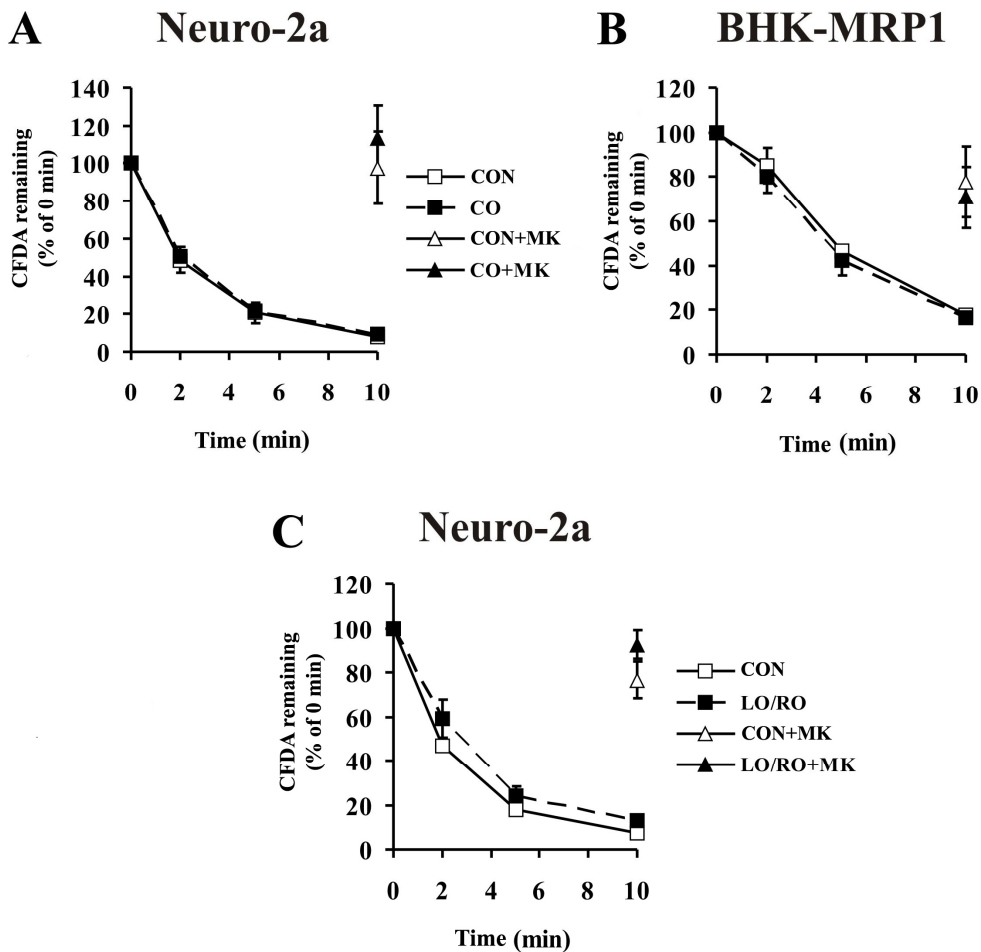 A
Neuro-2a
CFDA remaining
(% of 0 min)
140
120
100
80
60
40
20
0
0 2 4 6 8 10
Time (min)
CON
CO
CON+MK
CO+MK
B
BHK-MRP1
CFDA remaining
(% of 0 min)
120
100
80
60
40
20
0
0 2 4 6 8 10
Time (min)
C
Neuro-2a
CFDA remaining
(% of 0 min)
120
100
80
60
40
20
0
0 2 4 6 8 10
Time (min)
CON
LO/RO
CON+MK
LO/RO+MK